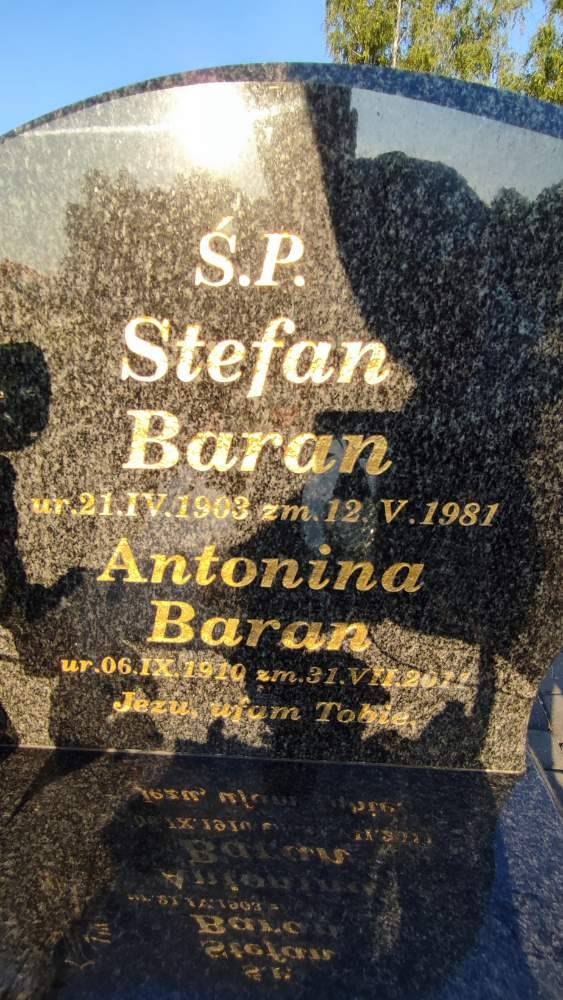 Ś.P.
Stefan
Baran
ur.21.IV.1903 zm.12.V.1981
Antonina
Baran
ur.06.IX.1910 zm.31.VII.2011
Jezu, ufam Tobie.